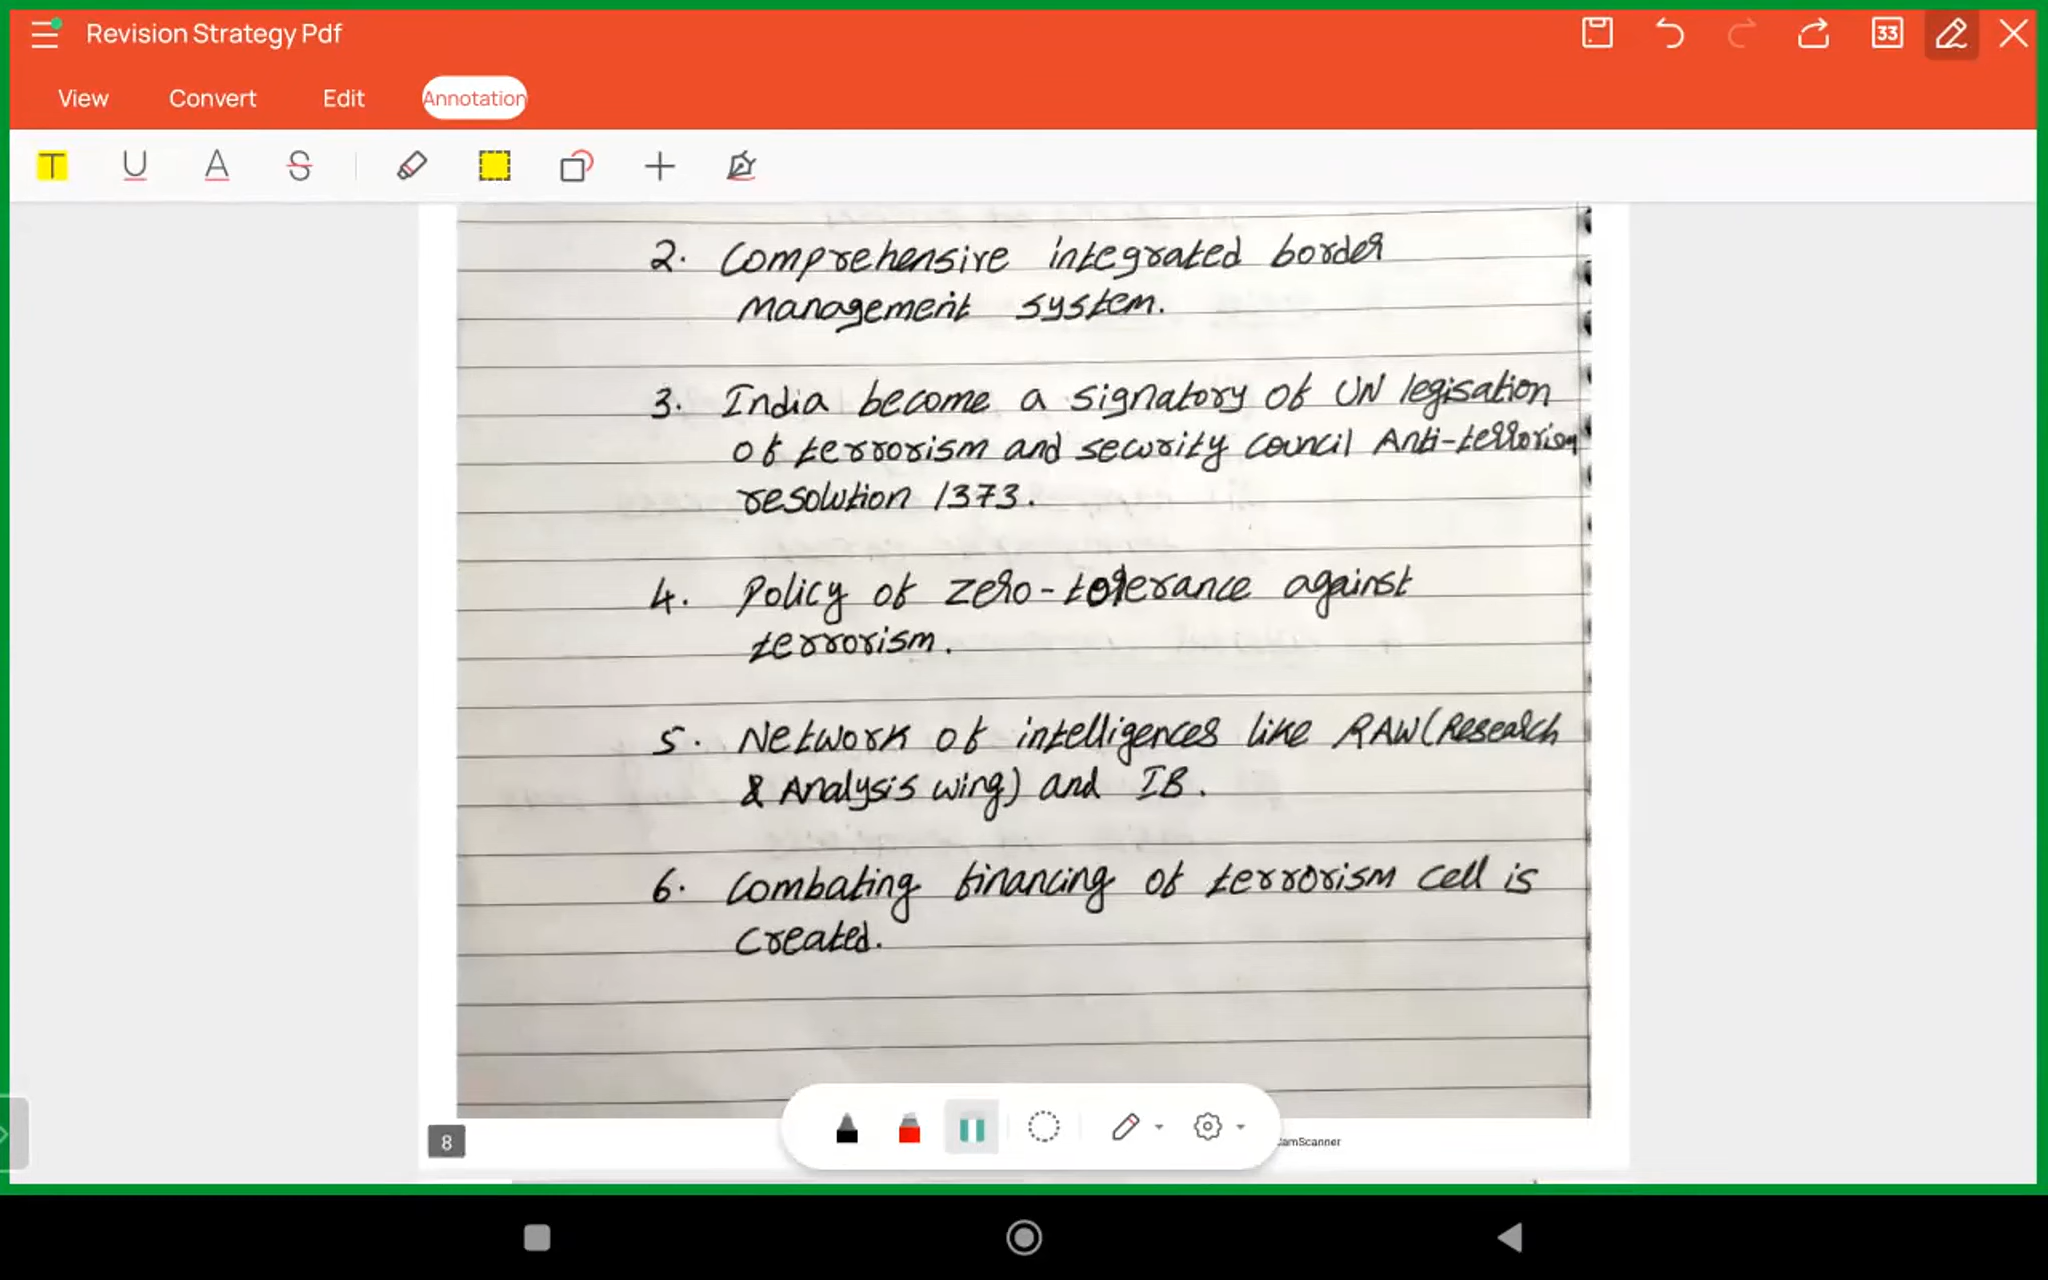 Revision Strategy Pdf
33
View Convert Edit Annotation
T U A S
2. Comprehensive integrated border
management system.
3. India become a signatory of UN legisation
of terrorism and security council Anti-terrorism
resolution 1373.
4. Policy of zero-tolerance against
terrorism.
5. Network of intelligences like RAW (Research
& Analysis wing) and IB.
6. Combating financing of terrorism cell is
created.
8
CamScanner